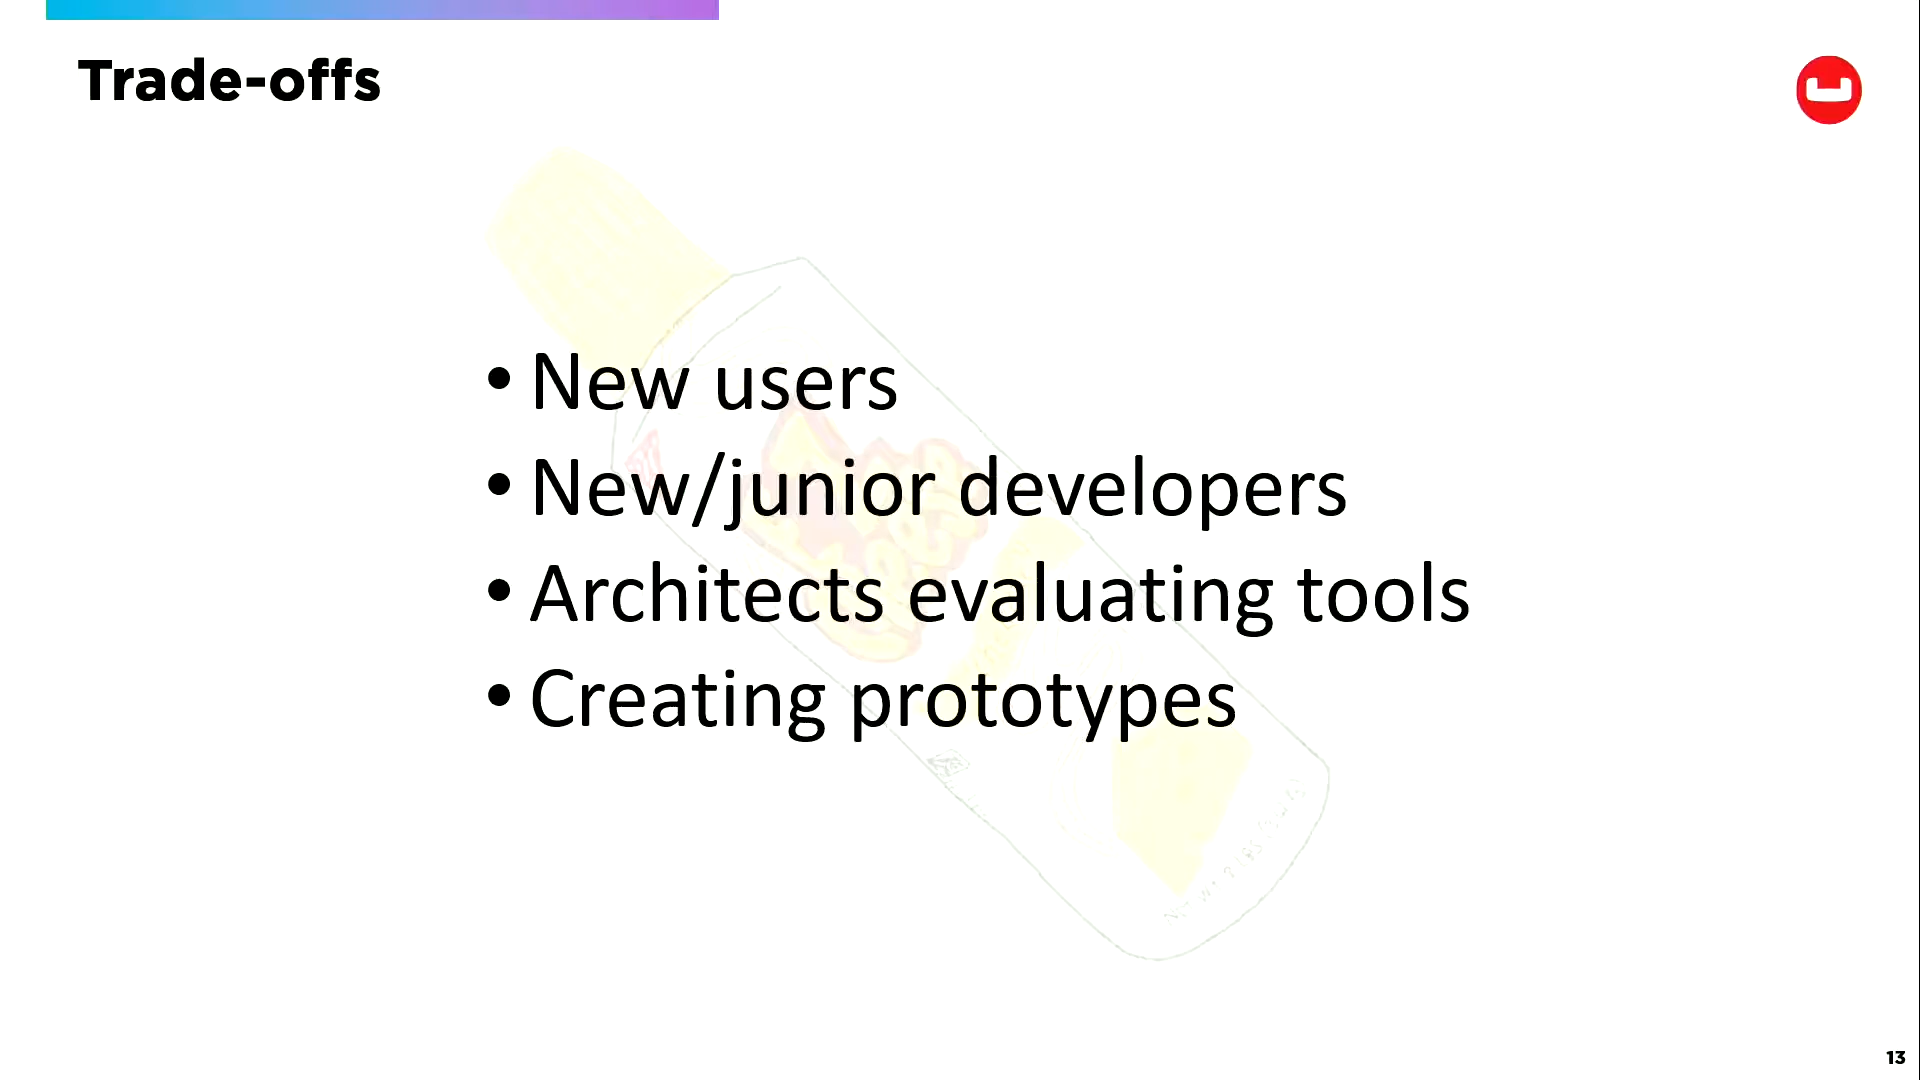 Trade-offs
• New users
• New/junior developers
• Architects evaluating tools
• Creating prototypes
13